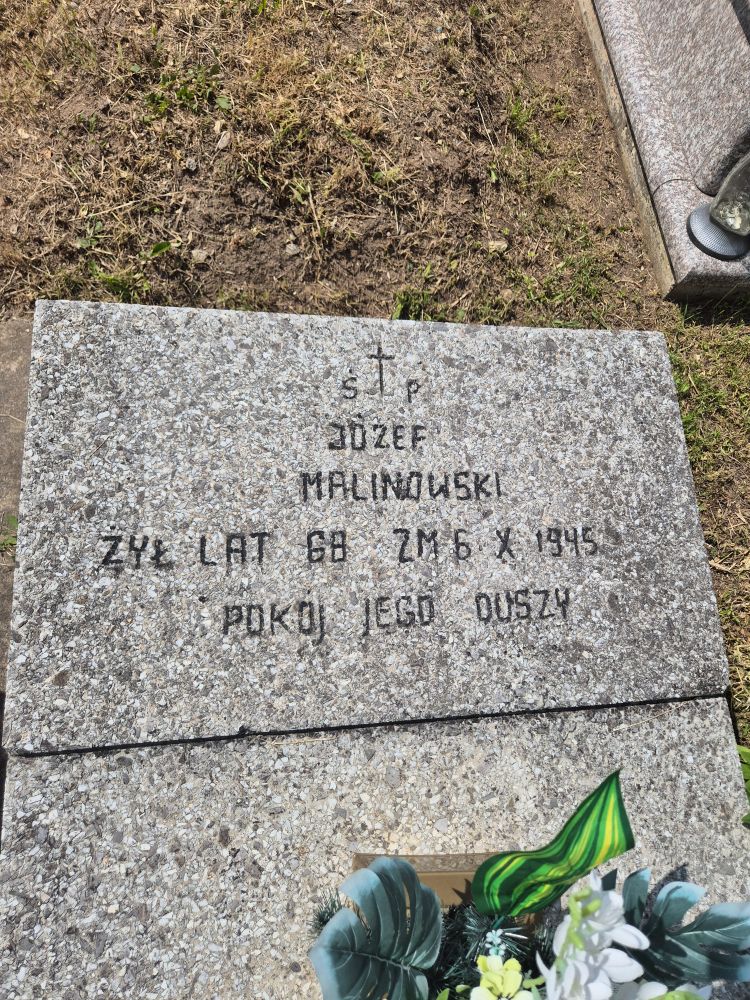 Ś P
JÓZEF
MALINOWSKI
ŻYŁ LAT 68 ZM 6 X 1945
POKÓJ JEGO DUSZY